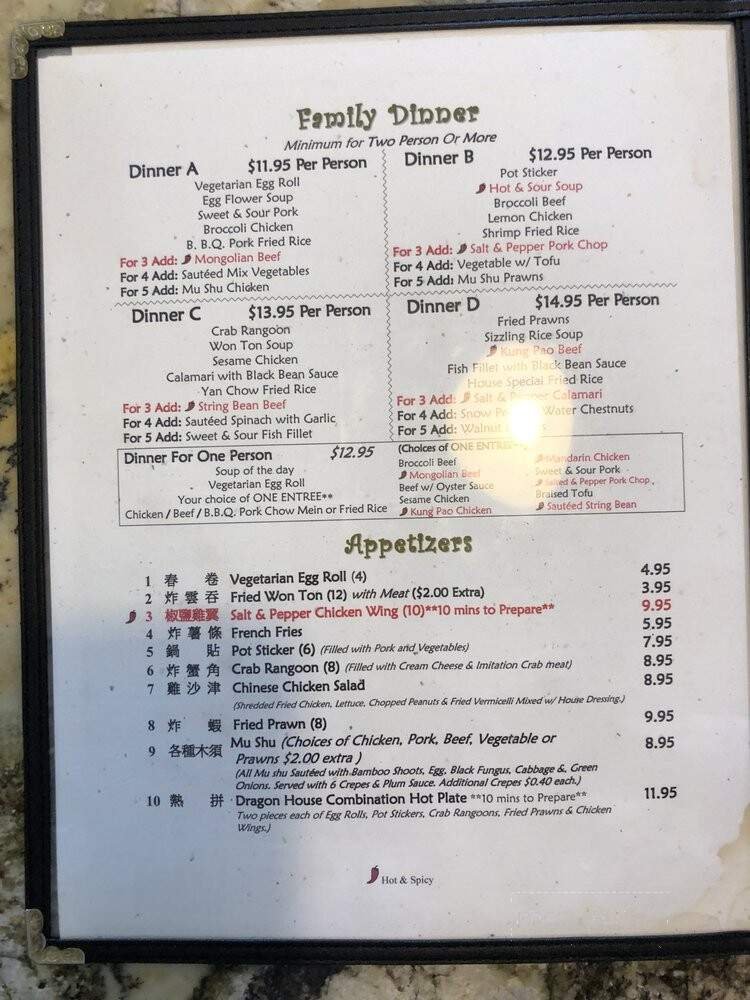 Family Dinner
Minimum for Two Person Or More
Dinner A $11.95 Per Person
Vegetarian Egg Roll
Egg Flower Soup
Sweet & Sour Pork
Broccoli Chicken
B. B.Q. Pork Fried Rice
For 3 Add: Mongolian Beef
For 4 Add: Sautéed Mix Vegetables
For 5 Add: Mu Shu Chicken
Dinner B $12.95 Per Person
Pot Sticker
Hot & Sour Soup
Broccoli Beef
Lemon Chicken
Shrimp Fried Rice
For 3 Add: Salt & Pepper Pork Chop
For 4 Add: Vegetable w/ Tofu
For 5 Add: Mu Shu Prawns
Dinner C $13.95 Per Person
Crab Rangoon
Won Ton Soup
Sesame Chicken
Calamari with Black Bean Sauce
Yan Chow Fried Rice
For 3 Add: String Bean Beef
For 4 Add: Sautéed Spinach with Garlic
For 5 Add: Sweet & Sour Fish Fillet
Dinner D $14.95 Per Person
Fried Prawns
Sizzling Rice Soup
Kung Pao Beef
Fish Fillet with Black Bean Sauce
House Special Fried Rice
For 3 Add: Salt & Pepper Calamari
For 4 Add: Snow Water Chestnuts
For 5 Add: Walnut
Dinner For One Person $12.95
Soup of the day
Vegetarian Egg Roll
Your choice of ONE ENTREE**
Chicken / Beef / B.B.Q. Pork Chow Mein or Fried Rice
(Choices of ONE ENTREE
Broccoli Beef
Mongolian Beef
Beef w/ Oyster Sauce
Sesame Chicken
Kung Pao Chicken
Mandarin Chicken
Sweet & Sour Pork
Salted & Pepper Pork Chop
Braised Tofu
Sautéed String Bean
Appetizers
1 春 卷 Vegetarian Egg Roll (4) 4.95
2 炸雲吞 Fried Won Ton (12) with Meat ($2.00 Extra) 3.95
3 椒鹽雞翼 Salt & Pepper Chicken Wing (10)**10 mins to Prepare** 9.95
4 炸薯條 French Fries 5.95
5 鍋 貼 Pot Sticker (6) (Filled with Pork and Vegetables) 7.95
6 炸蟹角 Crab Rangoon (8) (Filled with Cream Cheese & Imitation Crab meat) 8.95
7 雞沙津 Chinese Chicken Salad 8.95
(Shredded Fried Chicken, Lettuce, Chopped Peanuts & Fried Vermicelli Mixed w/ House Dressing.)
8 炸 蝦 Fried Prawn (8) 9.95
9 各種木須 Mu Shu (Choices of Chicken, Pork, Beef, Vegetable or 8.95
Prawns $2.00 extra )
(All Mu shu Sautéed with Bamboo Shoots, Egg, Black Fungus, Cabbage &, Green
Onions. Served with 6 Crepes & Plum Sauce. Additional Crepes $0.40 each.)
10 熱 拼 Dragon House Combination Hot Plate **10 mins to Prepare** 11.95
Two pieces each of Egg Rolls, Pot Stickers, Crab Rangoons, Fried Prawns & Chicken
Wings.)
Hot & Spicy